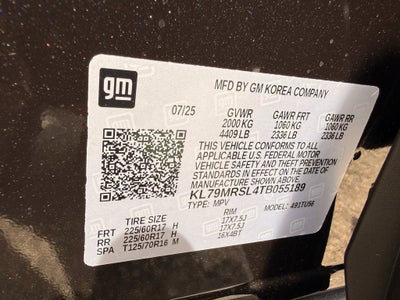 gm
MFD BY GM KOREA COMPANY
07/25 GVWR GAWR FRT GAWR RR
2000 KG 1060 KG 1060 KG
4409 LB 2336 LB 2336 LB
THIS VEHICLE CONFORMS TO ALL
APPLICABLE U.S. FEDERAL MOTOR
VEHICLE SAFETY AND THEFT PREVENTION
STANDARDS IN EFFECT ON THE DATE OF
MANUFACTURE SHOWN ABOVE.
KL79MRSL4TB055189
TYPE: MPV MODEL: 491TU56
TIRE SIZE RIM
FRT 225/60R17 H 17X7.5J
RR 225/60R17 H 17X7.5J
SPA T125/70R16 M 16X4BT